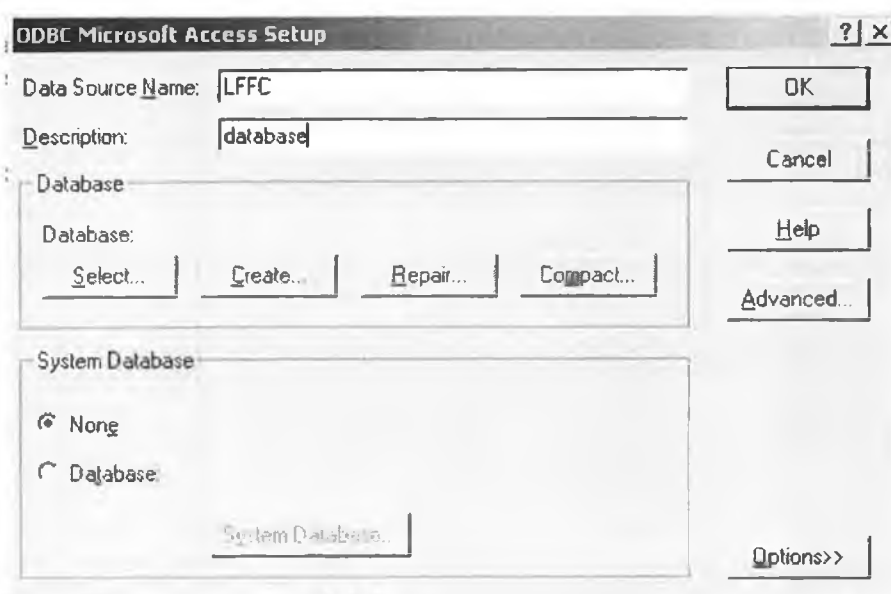 ODBC Microsoft Access Setup
Data Source Name: LFFC
OK
Description: database
Cancel
Database
Database:
Help
Select... Create... Repair... Compact...
Advanced...
System Database
None
Database:
System Database...
Options>>